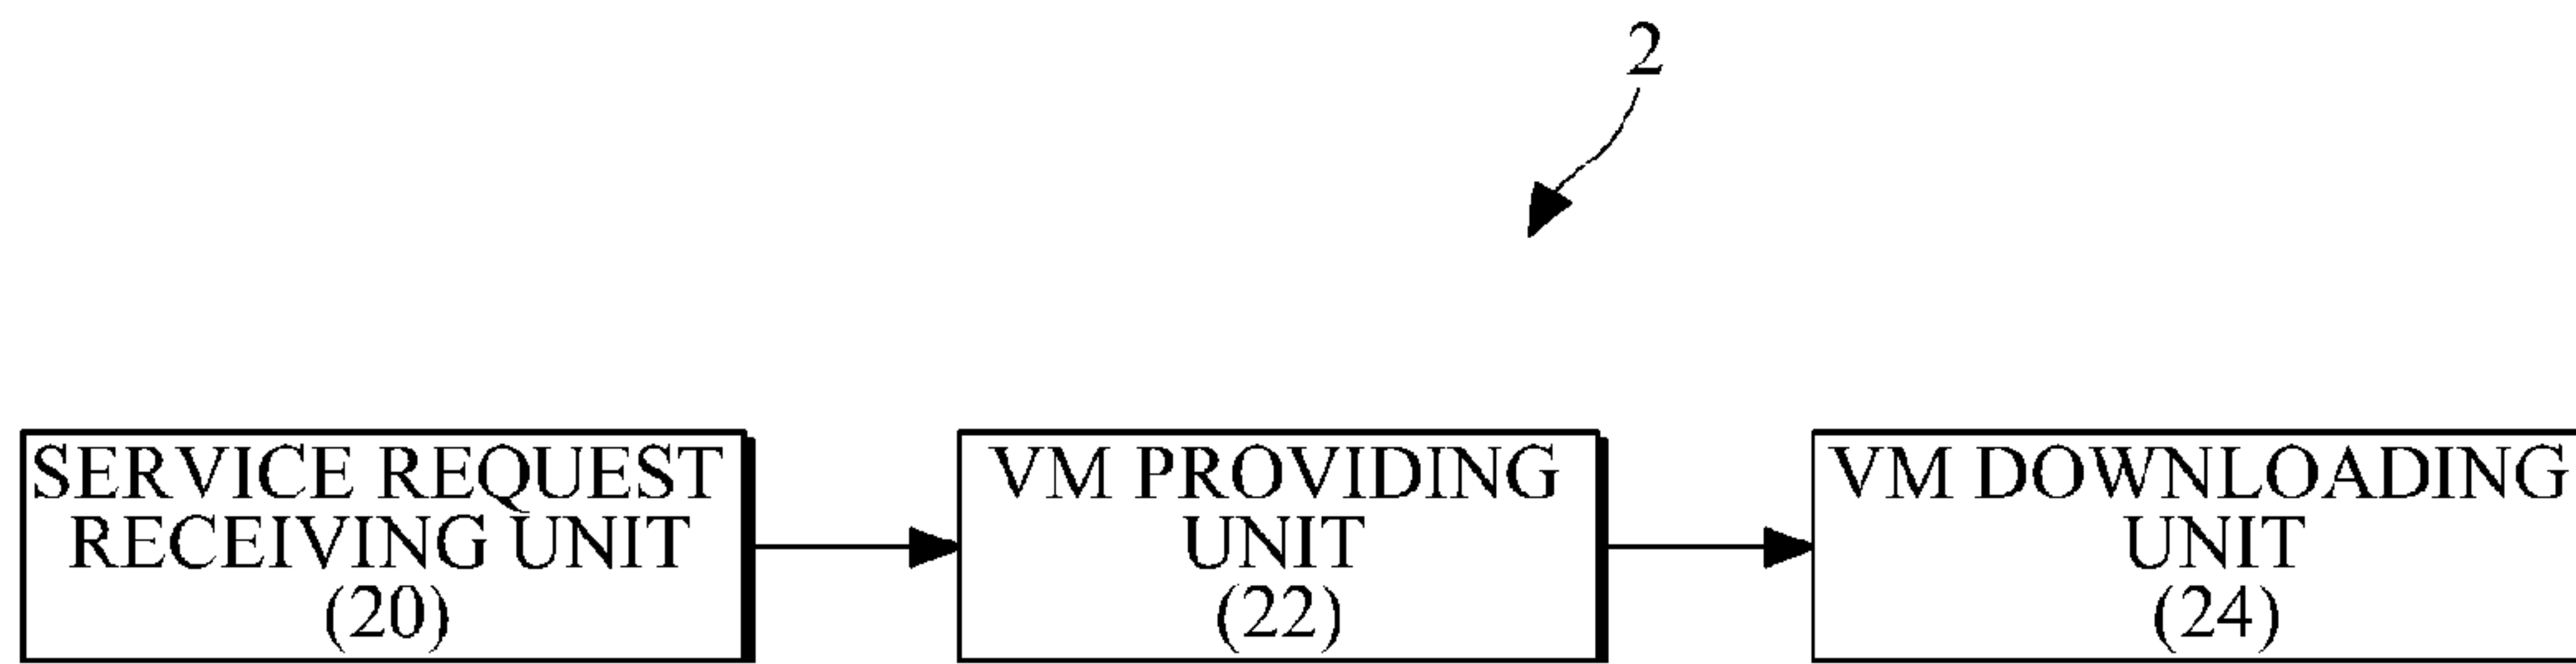 2
SERVICE REQUEST
RECEIVING UNIT
(20)
VM PROVIDING
UNIT
(22)
VM DOWNLOADING
UNIT
(24)